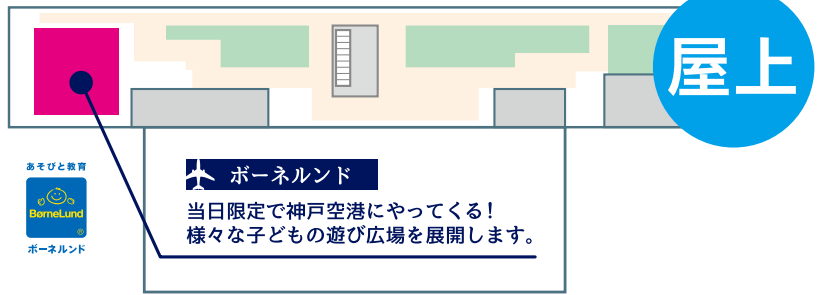 屋上
ボーネルンド
当日限定で神戸空港にやってくる!
様々な子どもの遊び広場を展開します。
あそびと教育
BørneLund
®
ボーネルンド